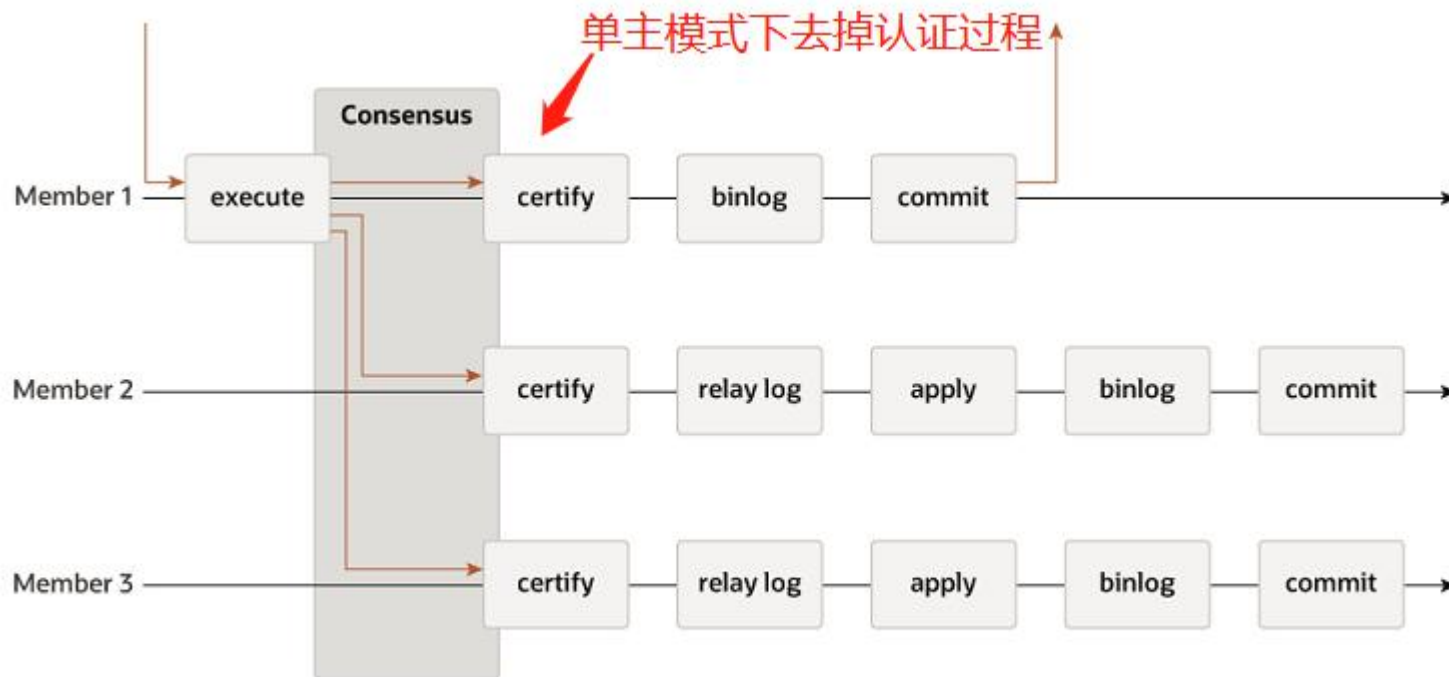 单主模式下去掉认证过程
Consensus
Member 1 execute certify binlog commit
Member 2 certify relay log apply binlog commit
Member 3 certify relay log apply binlog commit